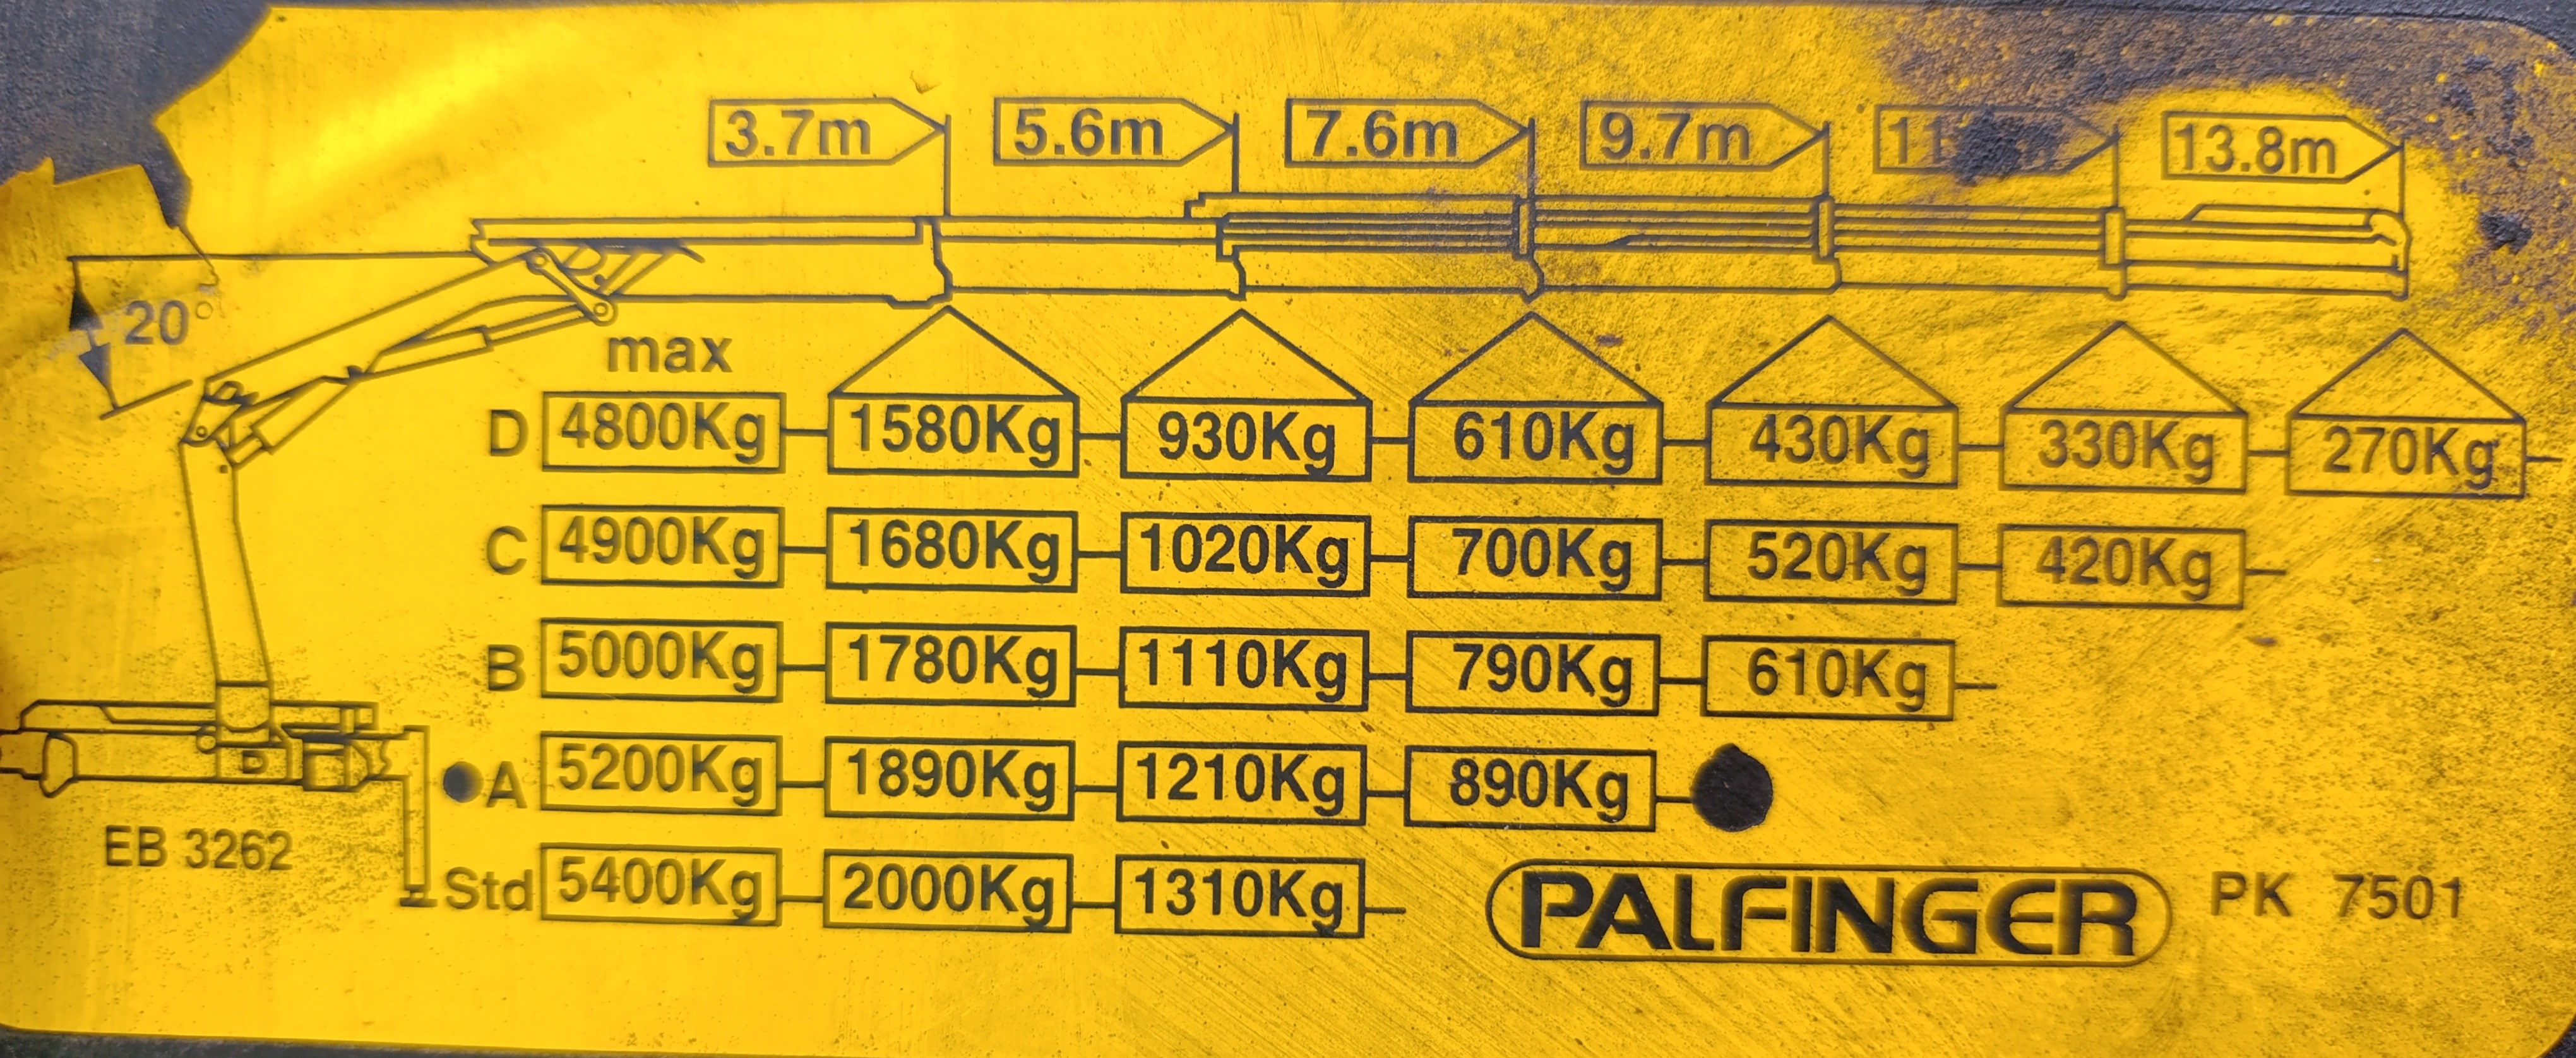 3.7m 5.6m 7.6m 9.7m 13.8m
20°
max
D 4800Kg 1580Kg 930Kg 610Kg 430Kg 330Kg 270Kg
C 4900Kg 1680Kg 1020Kg 700Kg 520Kg 420Kg
B 5000Kg 1780Kg 1110Kg 790Kg 610Kg
A 5200Kg 1890Kg 1210Kg 890Kg
EB 3262
Std 5400Kg 2000Kg 1310Kg
PALFINGER PK 7501